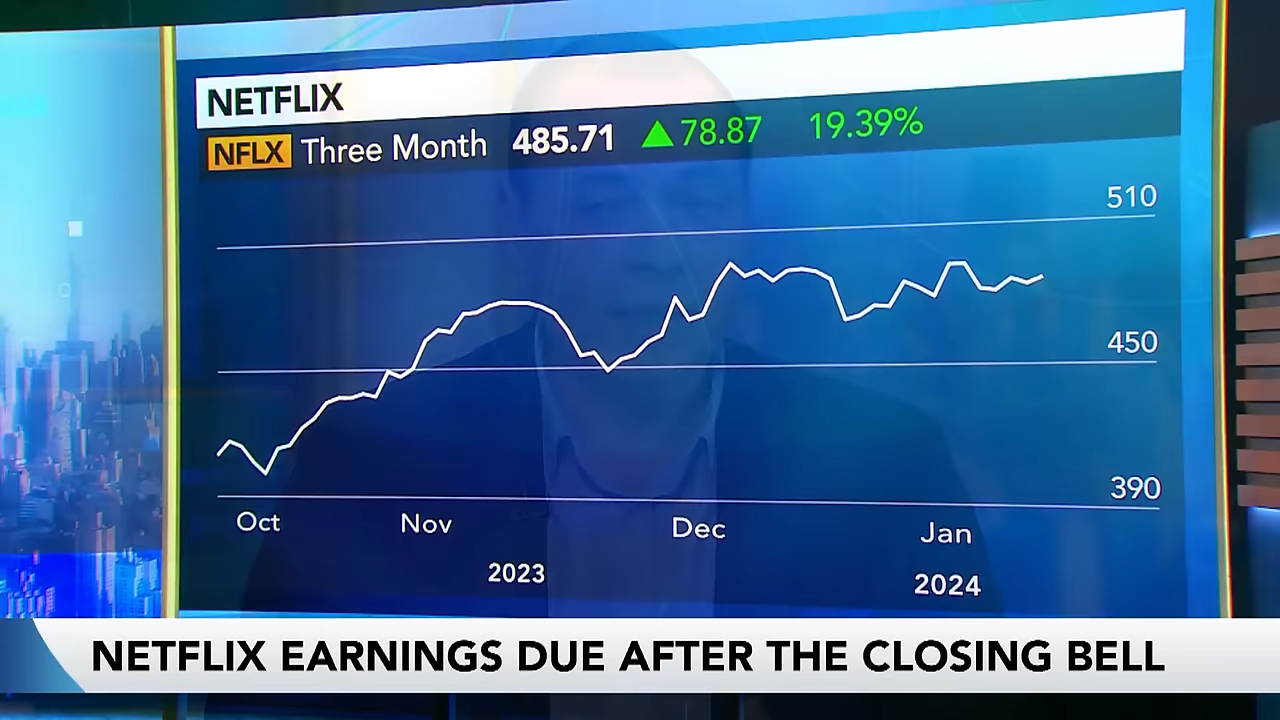 NETFLIX
NFLX Three Month 485.71 ▲78.87 19.39%
510
450
390
Oct Nov Dec Jan
2023 2024
NETFLIX EARNINGS DUE AFTER THE CLOSING BELL